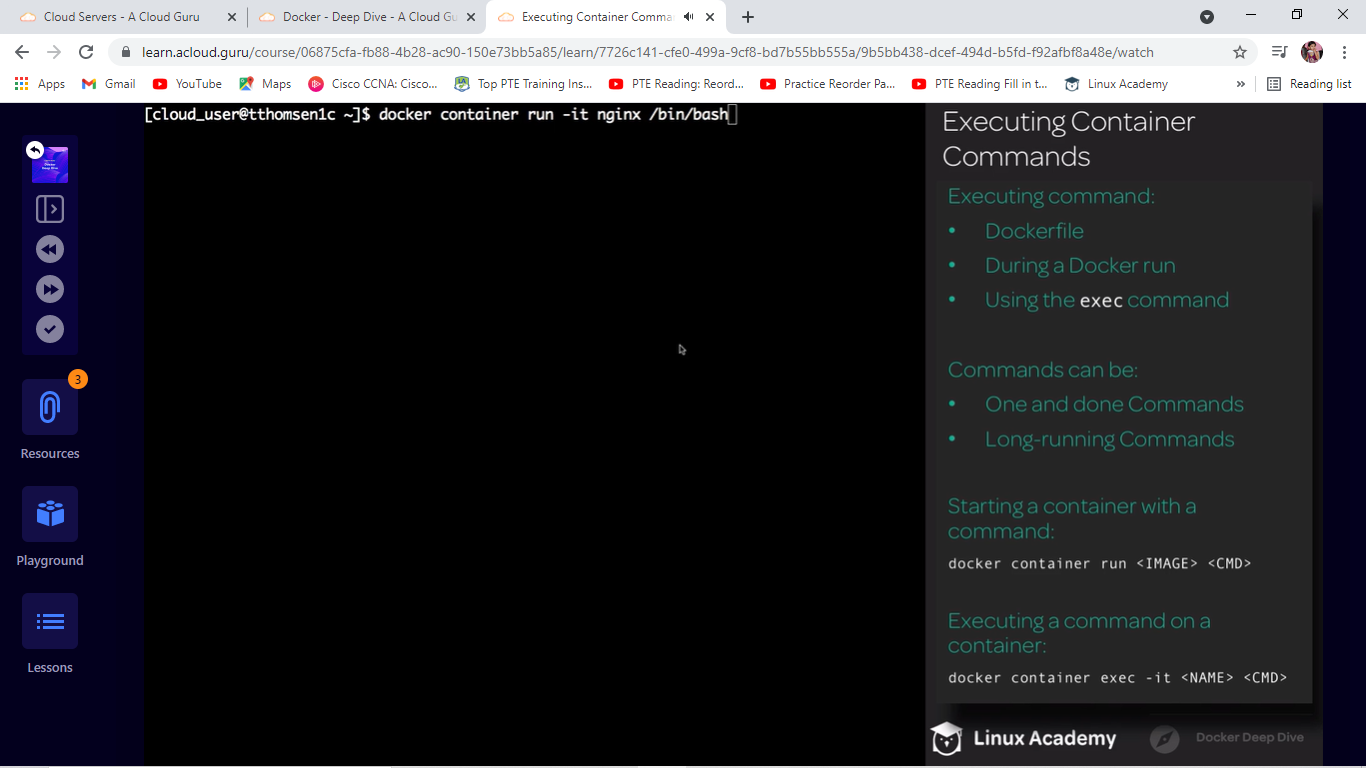 Cloud Servers - A Cloud Guru
Docker - Deep Dive - A Cloud Gu
Executing Container Comma
learn.acloud.guru/course/06875cfa-fb88-4b28-ac90-150e73bb5a85/learn/7726c141-cfe0-499a-9cf8-bd7b55bb555a/9b5bb438-dcef-494d-b5fd-f92afbf8a48e/watch
Apps
Gmail
YouTube
Maps
Cisco CCNA: Cisco...
Top PTE Training Ins...
PTE Reading: Reord...
Practice Reorder Pa...
PTE Reading Fill in t...
Linux Academy
»
Reading list
[cloud_user@tthomsen1c ~]$ docker container run -it nginx /bin/bash
Docker
Deep Dive
3
Resources
Playground
Lessons
Executing Container
Commands
Executing command:
• Dockerfile
• During a Docker run
• Using the exec command
Commands can be:
• One and done Commands
• Long-running Commands
Starting a container with a
command:
docker container run <IMAGE> <CMD>
Executing a command on a
container:
docker container exec -it <NAME> <CMD>
Linux Academy
Docker Deep Dive